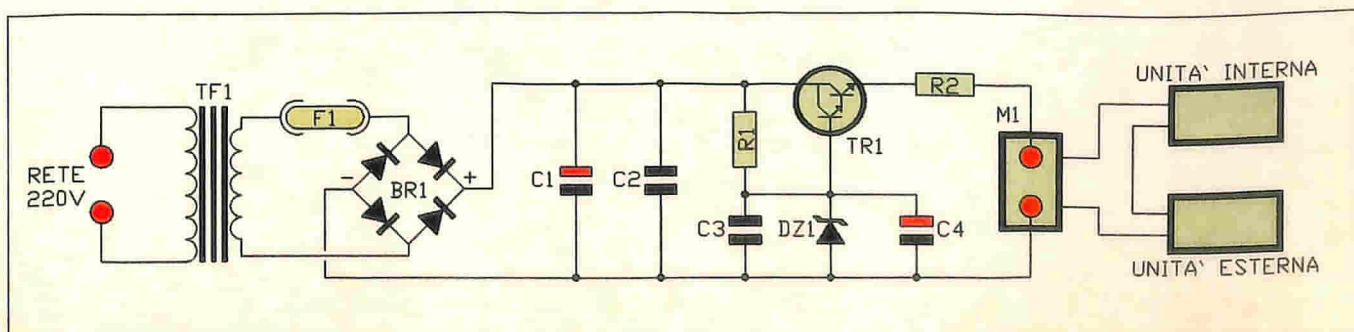 TF1
F1
RETE
220V
-
BR1
+
C1
C2
R1
C3
DZ1
C4
TR1
R2
M1
UNITA' INTERNA
UNITA' ESTERNA